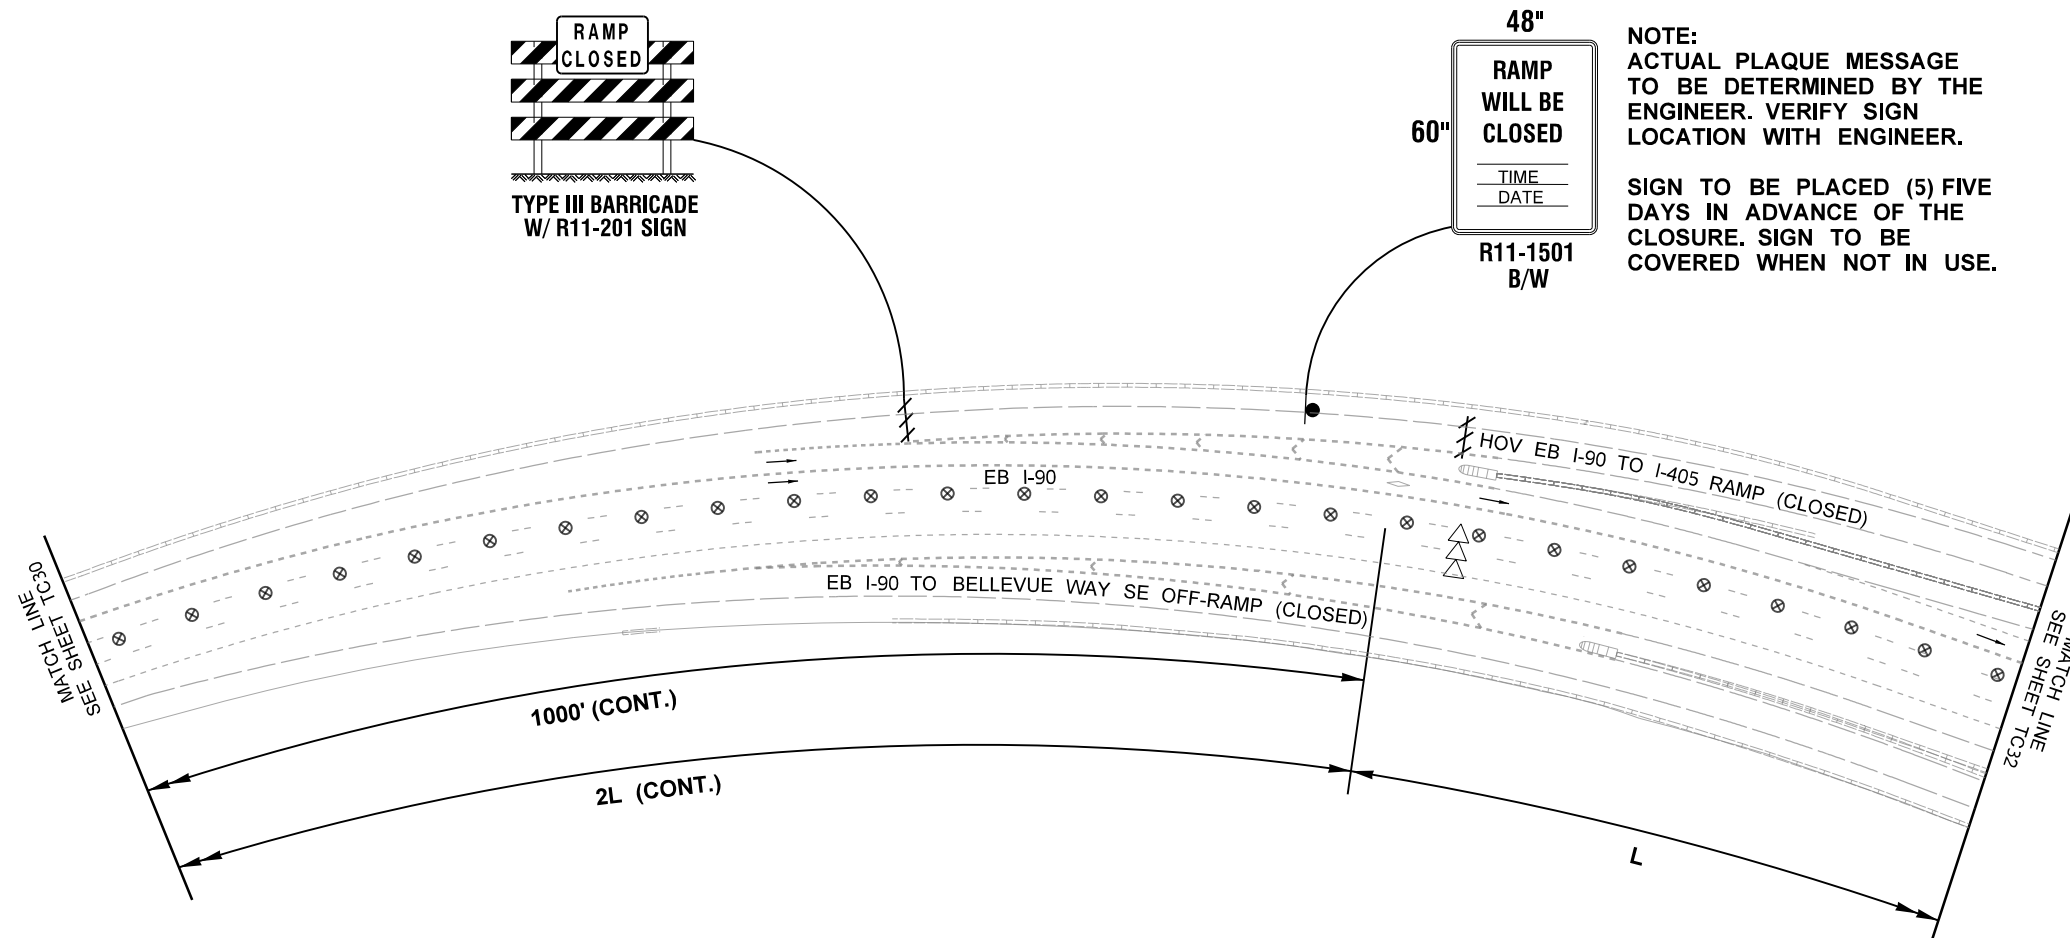 RAMP
CLOSED
TYPE III BARRICADE
W/ R11-201 SIGN
48"
60"
RAMP
WILL BE
CLOSED
TIME
DATE
R11-1501
B/W
NOTE:
ACTUAL PLAQUE MESSAGE
TO BE DETERMINED BY THE
ENGINEER. VERIFY SIGN
LOCATION WITH ENGINEER.
SIGN TO BE PLACED (5) FIVE
DAYS IN ADVANCE OF THE
CLOSURE. SIGN TO BE
COVERED WHEN NOT IN USE.
HOV EB I-90 TO I-405 RAMP (CLOSED)
EB I-90
EB I-90 TO BELLEVUE WAY SE OFF-RAMP (CLOSED)
MATCH LINE
SEE SHEET TC30
MATCH LINE
SEE SHEET TC32
1000' (CONT.)
2L (CONT.)
L